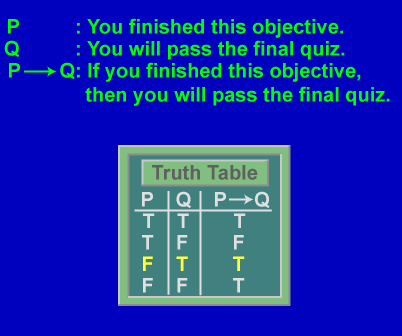 P : You finished this objective.
Q : You will pass the final quiz.
P → Q: If you finished this objective,
then you will pass the final quiz.
Truth Table
P Q P → Q
T T T
T F F
F T T
F F T